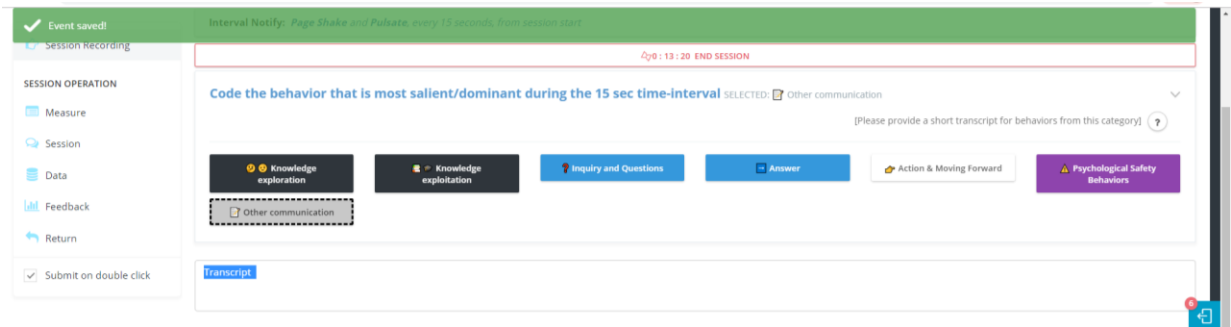 Event saved!
Interval Notify: Page Shake and Pulsate, every 15 seconds, from session start
Session Recording
0 : 13 : 20 END SESSION
SESSION OPERATION
Measure
Session
Data
Feedback
Return
Submit on double click
Code the behavior that is most salient/dominant during the 15 sec time-interval SELECTED: Other communication
[Please provide a short transcript for behaviors from this category] ?
Knowledge exploration
Knowledge exploitation
Inquiry and Questions
Answer
Action & Moving Forward
Psychological Safety Behaviors
Other communication
Transcript
6